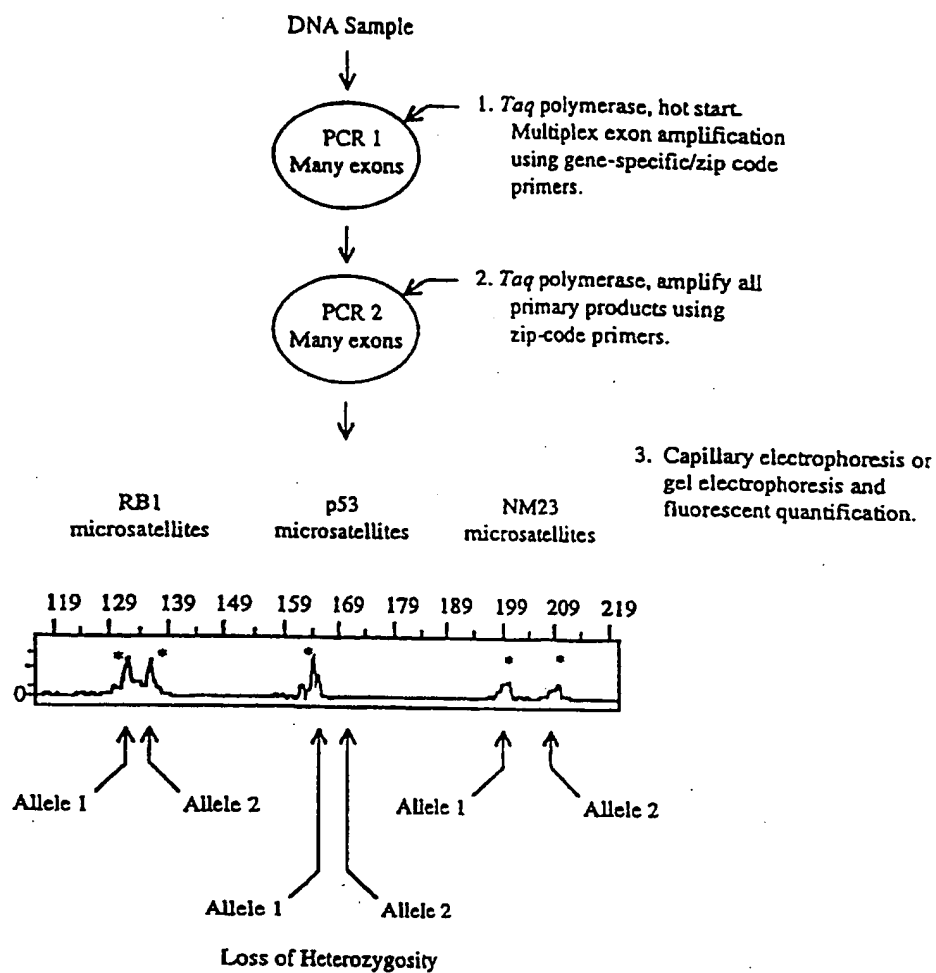 DNA Sample
PCR 1
Many exons
1. Taq polymerase, hot start.
Multiplex exon amplification
using gene-specific/zip code
primers.
PCR 2
Many exons
2. Taq polymerase, amplify all
primary products using
zip-code primers.
3. Capillary electrophoresis or
gel electrophoresis and
fluorescent quantification.
RB1
microsatellites
p53
microsatellites
NM23
microsatellites
119 129 139 149 159 169 179 189 199 209 219
* * * * *
0
Allele 1
Allele 2
Allele 1
Allele 2
Allele 1
Allele 2
Loss of Heterozygosity